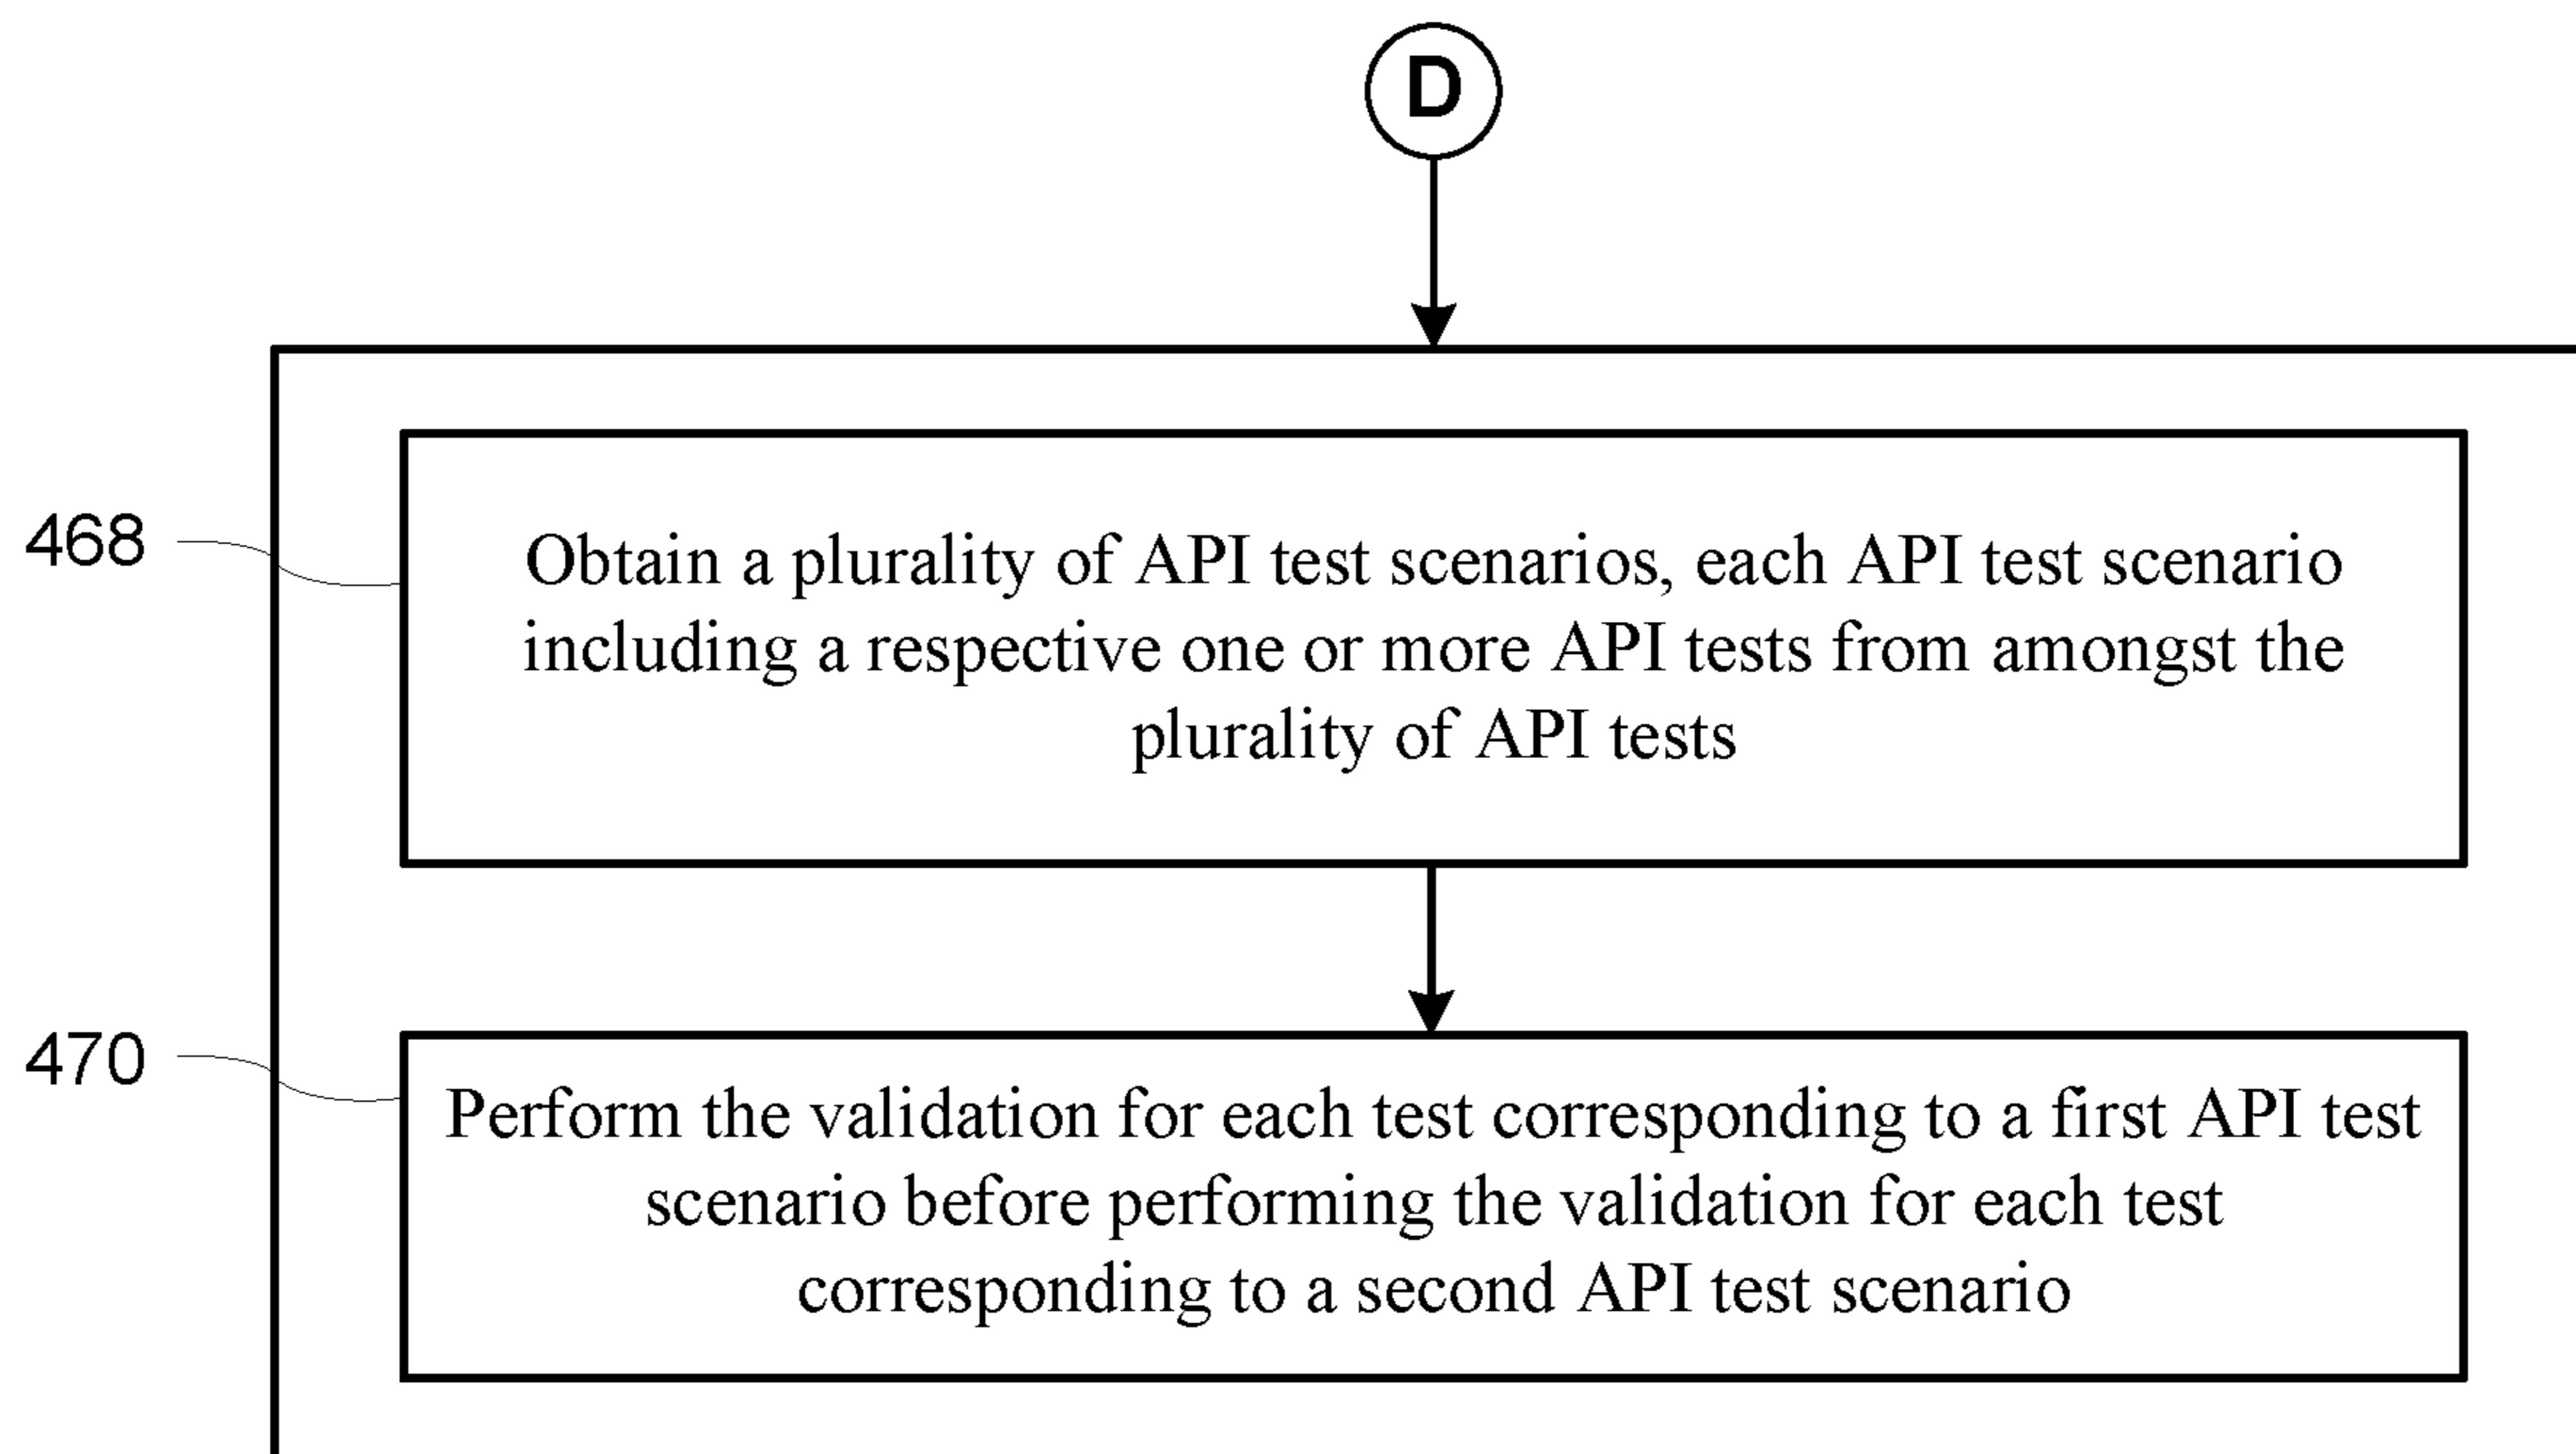 D
468
Obtain a plurality of API test scenarios, each API test scenario
including a respective one or more API tests from amongst the
plurality of API tests
470
Perform the validation for each test corresponding to a first API test
scenario before performing the validation for each test
corresponding to a second API test scenario